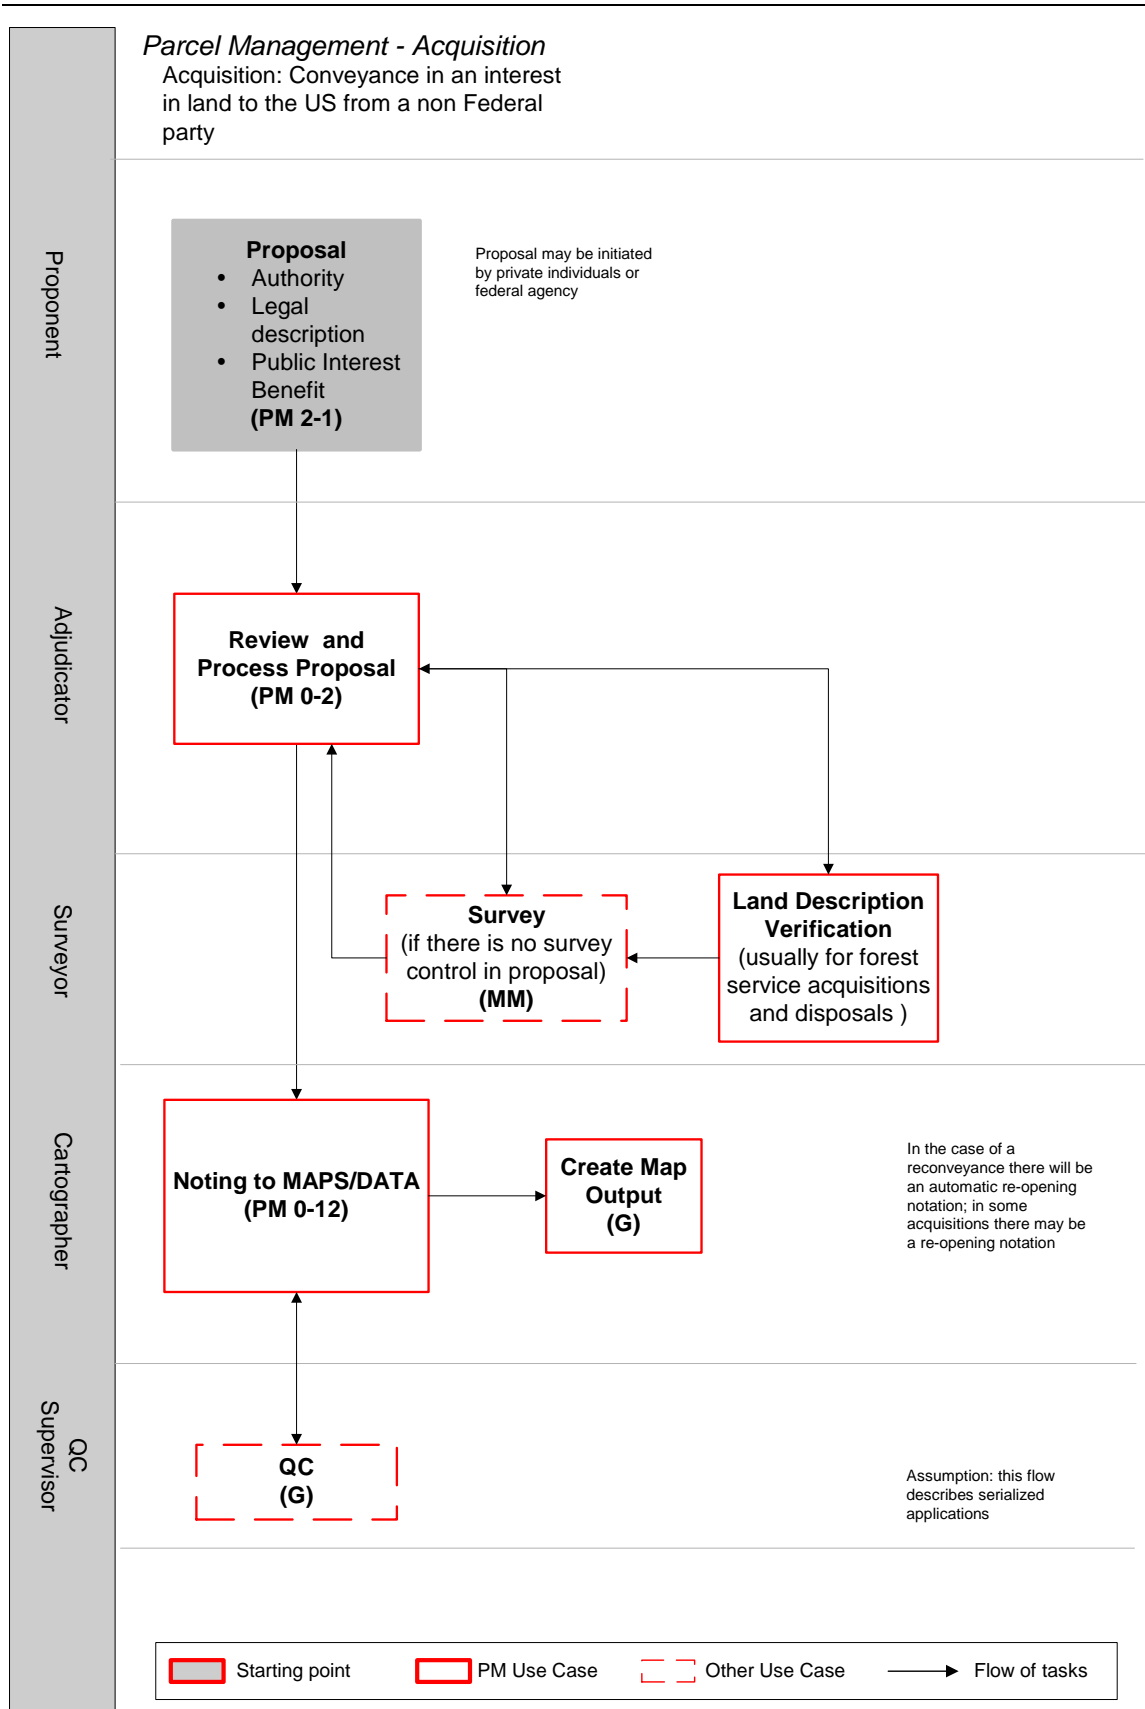 Parcel Management - Acquisition
Acquisition: Conveyance in an interest
in land to the US from a non Federal
party
Proponent
Proposal
• Authority
• Legal
description
• Public Interest
Benefit
(PM 2-1)
Proposal may be initiated
by private individuals or
federal agency
Adjudicator
Review and
Process Proposal
(PM 0-2)
Surveyor
Survey
(if there is no survey
control in proposal)
(MM)
Land Description
Verification
(usually for forest
service acquisitions
and disposals )
Cartographer
Noting to MAPS/DATA
(PM 0-12)
Create Map
Output
(G)
In the case of a
reconveyance there will be
an automatic re-opening
notation; in some
acquisitions there may be
a re-opening notation
QC
Supervisor
QC
(G)
Assumption: this flow
describes serialized
applications
Starting point
PM Use Case
Other Use Case
Flow of tasks